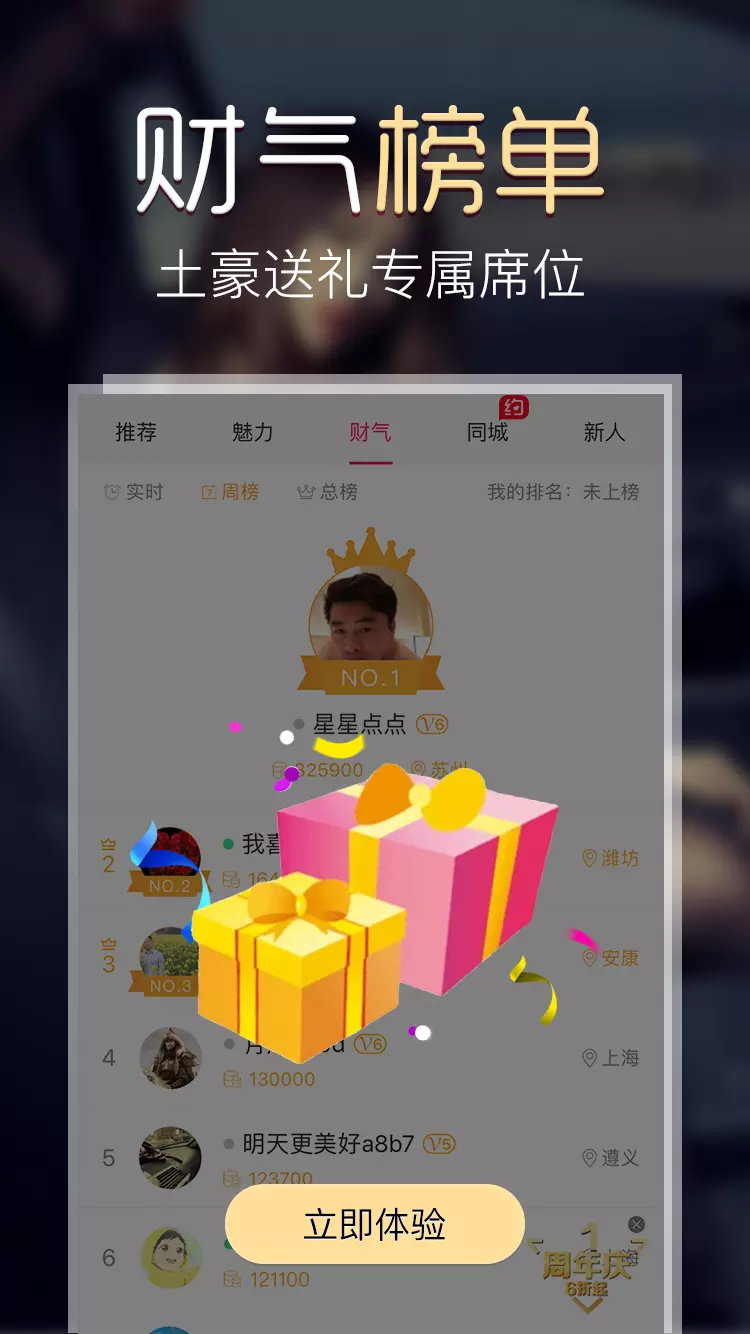 财气榜单
土豪送礼专属席位
约
推荐 魅力 财气 同城 新人
实时 7 周榜 总榜 我的排名：未上榜
NO.1
星星点点 V6
325900 苏州
2 NO.2 我喜 潍坊
164
3 NO.3 安康
4 V6 上海
130000
5 明天更美好a8b7 V5 遵义
123700
立即体验
6 海
121100
1
周年庆
6折起